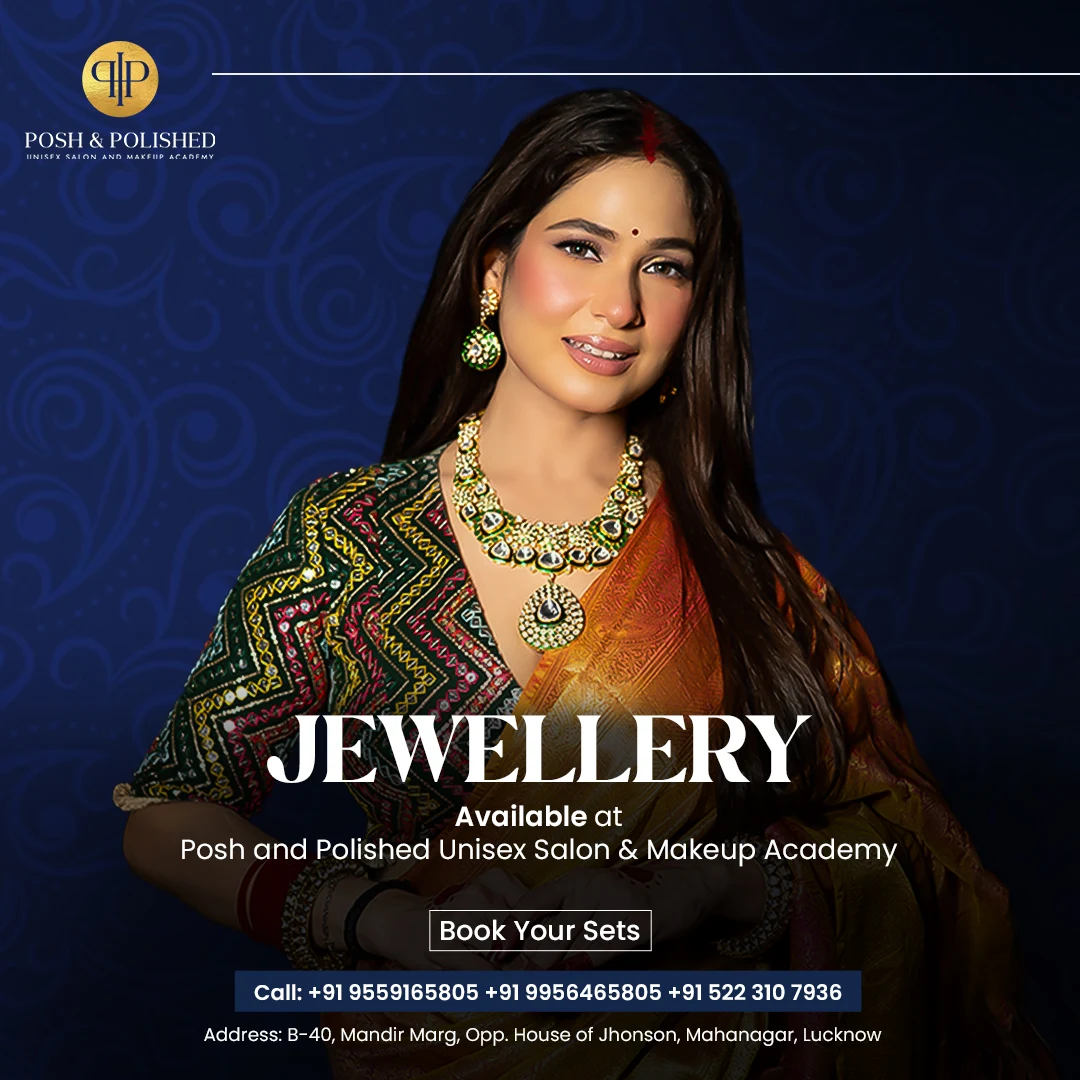 PIP
POSH & POLISHED
UNISEX SALON AND MAKEUP ACADEMY
JEWELLERY
Available at
Posh and Polished Unisex Salon & Makeup Academy
Book Your Sets
Call: +91 9559165805 +91 9956465805 +91 522 310 7936
Address: B-40, Mandir Marg, Opp. House of Jhonson, Mahanagar, Lucknow